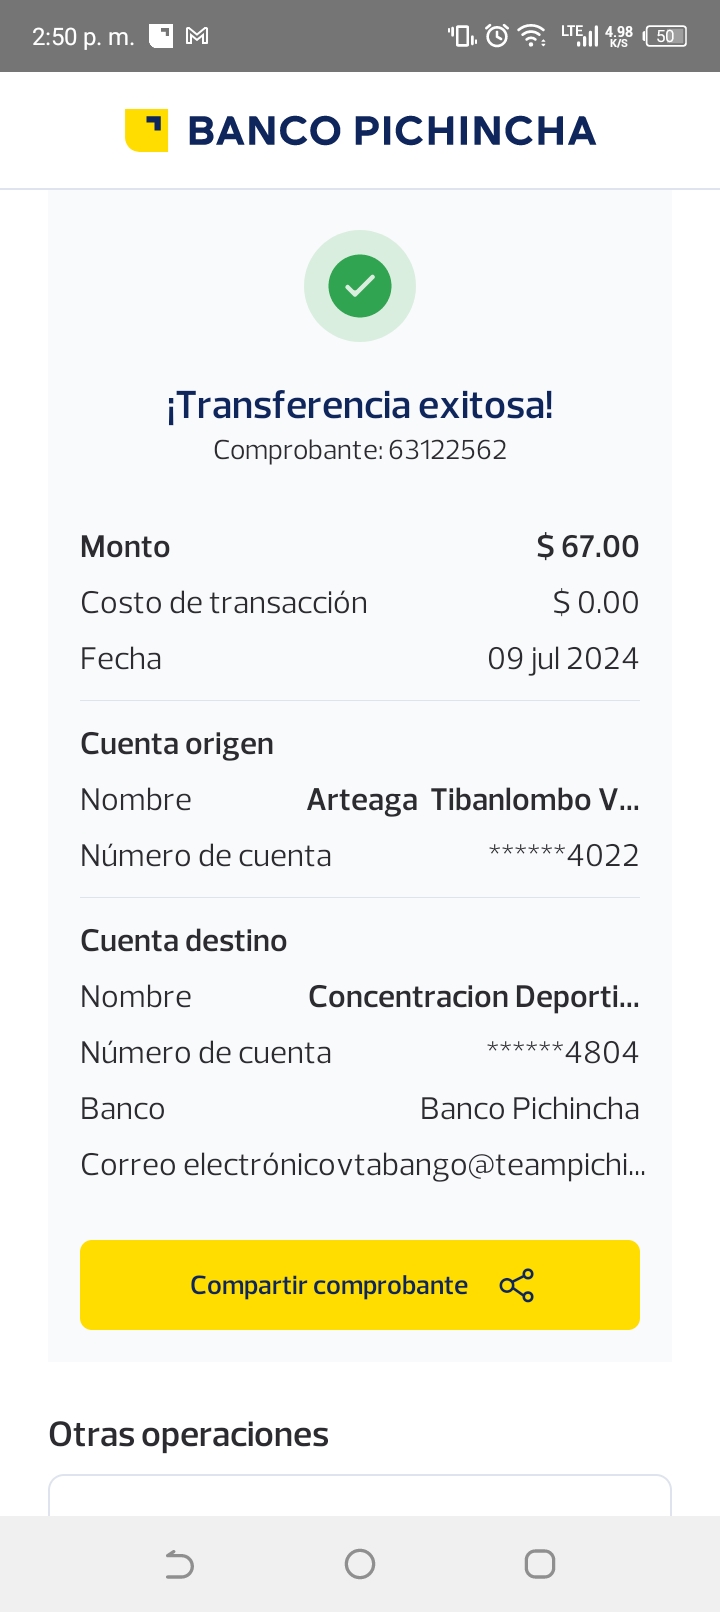 2:50 p. m. LTE 4.98 K/S 50
BANCO PICHINCHA
¡Transferencia exitosa!
Comprobante: 63122562
Monto $ 67.00
Costo de transacción $ 0.00
Fecha 09 jul 2024
Cuenta origen
Nombre Arteaga  Tibanlombo V...
Número de cuenta ******4022
Cuenta destino
Nombre Concentracion Deporti...
Número de cuenta ******4804
Banco Banco Pichincha
Correo electrónicovtabango@teampichi...
Compartir comprobante
Otras operaciones